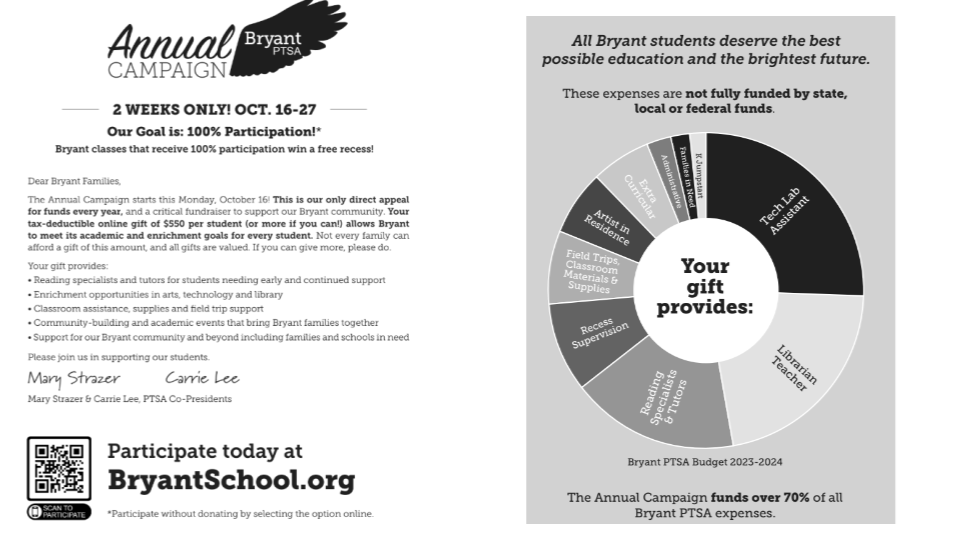 Annual
CAMPAIGN
Bryant
PTSA
2 WEEKS ONLY! OCT. 16-27
Our Goal is: 100% Participation!*
Bryant classes that receive 100% participation win a free recess!
Dear Bryant Families,
The Annual Campaign starts this Monday, October 16! This is our only direct appeal
for funds every year, and a critical fundraiser to support our Bryant community. Your
tax-deductible online gift of $550 per student (or more if you can!) allows Bryant
to meet its academic and enrichment goals for every student. Not every family can
afford a gift of this amount, and all gifts are valued. If you can give more, please do.
Your gift provides:
• Reading specialists and tutors for students needing early and continued support
• Enrichment opportunities in arts, technology and library
• Classroom assistance, supplies and field trip support
• Community-building and academic events that bring Bryant families together
• Support for our Bryant community and beyond including families and schools in need
Please join us in supporting our students.
Mary Strazer Carrie Lee
Mary Strazer & Carrie Lee, PTSA Co-Presidents
SCAN TO
PARTICIPATE
Participate today at
BryantSchool.org
*Participate without donating by selecting the option online.
All Bryant students deserve the best
possible education and the brightest future.
These expenses are not fully funded by state,
local or federal funds.
Tech Lab
Assistant
Librarian
Teacher
Reading
Specialists
& Tutors
Recess
Supervision
Field Trips,
Classroom
Materials &
Supplies
Artist in
Residence
Extra
Curricular
Administrative
Families in Need
K Jumpstart
Your
gift
provides:
Bryant PTSA Budget 2023-2024
The Annual Campaign funds over 70% of all
Bryant PTSA expenses.